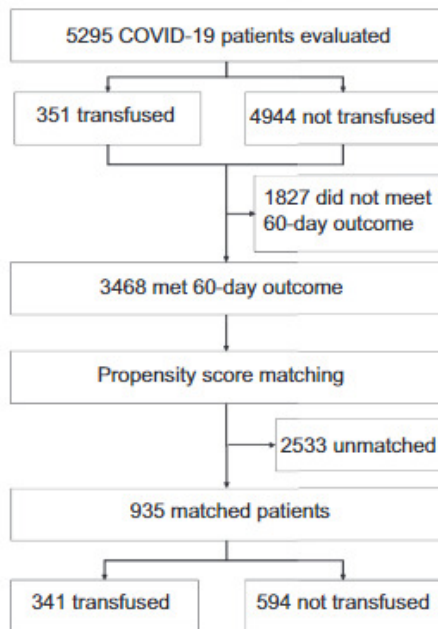 5295 COVID-19 patients evaluated
351 transfused
4944 not transfused
1827 did not meet
60-day outcome
3468 met 60-day outcome
Propensity score matching
2533 unmatched
935 matched patients
341 transfused
594 not transfused